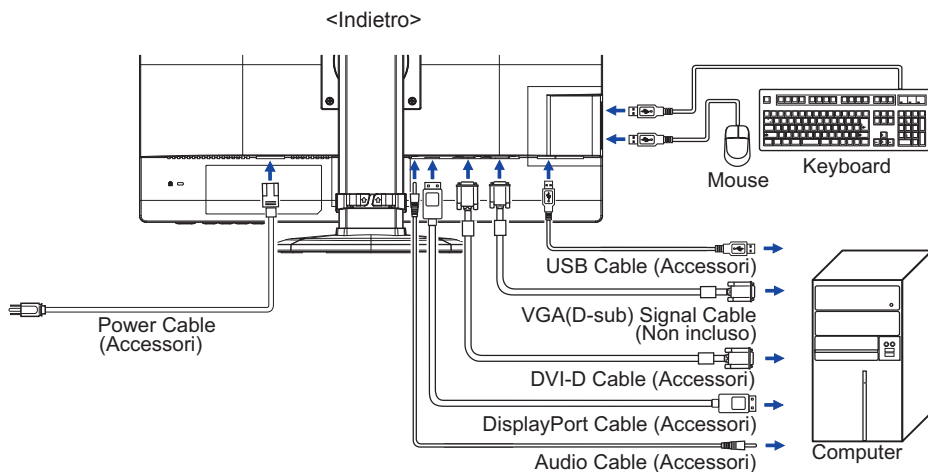 <Indietro>
Keyboard
Mouse
USB Cable (Accessori)
VGA(D-sub) Signal Cable
(Non incluso)
Power Cable
(Accessori)
DVI-D Cable (Accessori)
DisplayPort Cable (Accessori)
Audio Cable (Accessori)
Computer